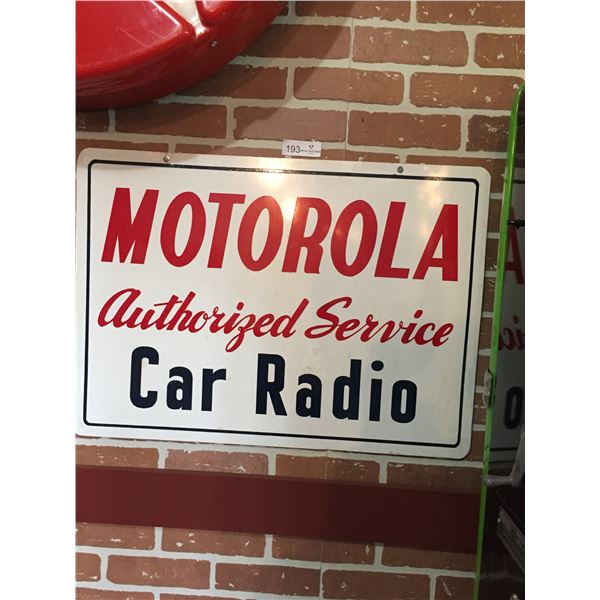 193
MOTOROLA
Authorized Service
Car Radio